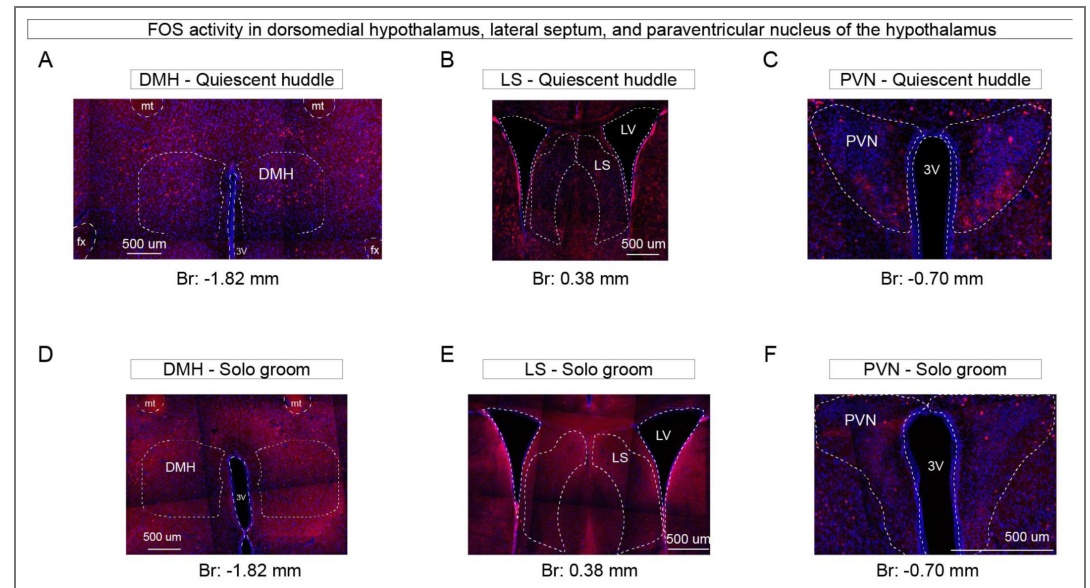 FOS activity in dorsomedial hypothalamus, lateral septum, and paraventricular nucleus of the hypothalamus
A
DMH - Quiescent huddle
mt
mt
DMH
fx
500 um
3V
fx
Br: -1.82 mm
B
LS - Quiescent huddle
LV
LS
500 um
Br: 0.38 mm
C
PVN - Quiescent huddle
PVN
3V
500 um
Br: -0.70 mm
D
DMH - Solo groom
mt
mt
DMH
3V
500 um
Br: -1.82 mm
E
LS - Solo groom
LV
LS
500 um
Br: 0.38 mm
F
PVN - Solo groom
PVN
3V
500 um
Br: -0.70 mm